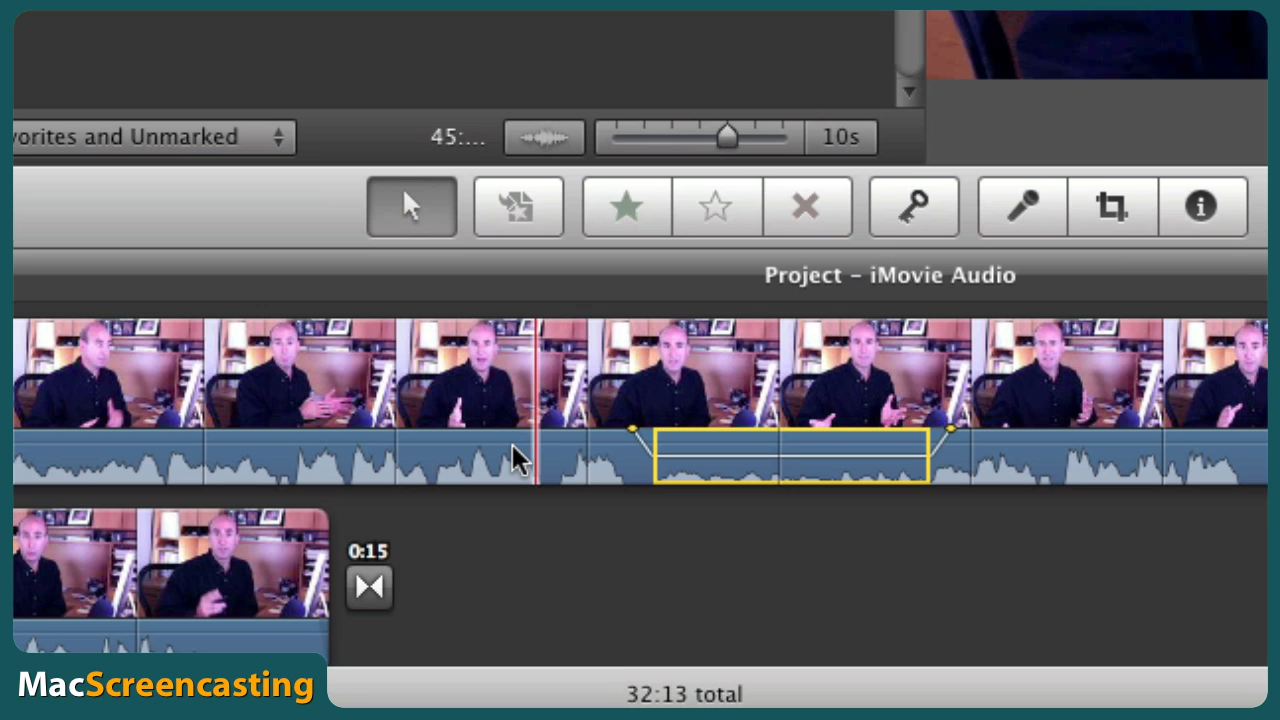 vorites and Unmarked
45:...
10s
Project – iMovie Audio
0:15
MacScreencasting
32:13 total